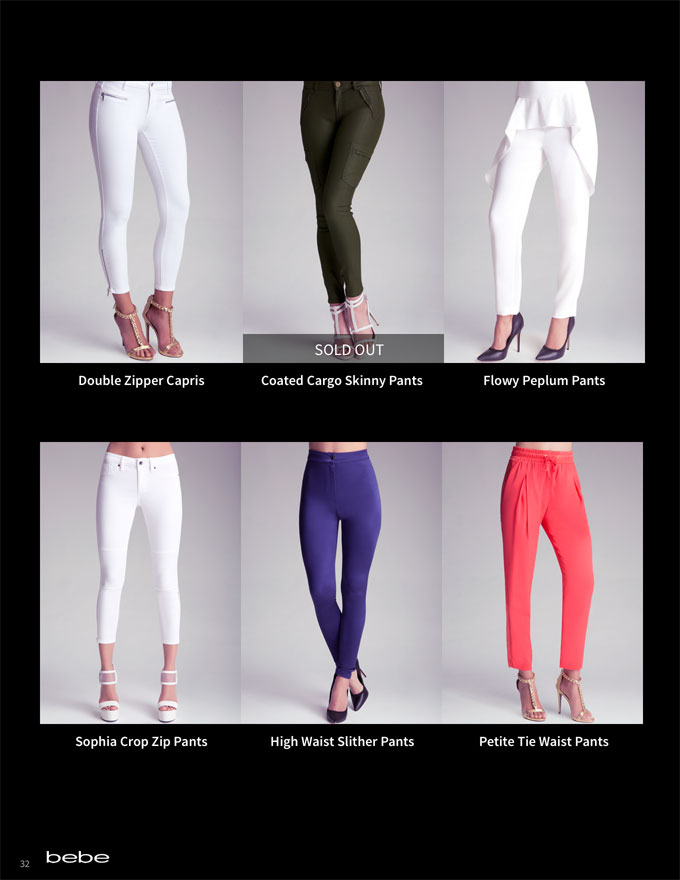 SOLD OUT
Double Zipper Capris
Coated Cargo Skinny Pants
Flowy Peplum Pants
Sophia Crop Zip Pants
High Waist Slither Pants
Petite Tie Waist Pants
32
bebe